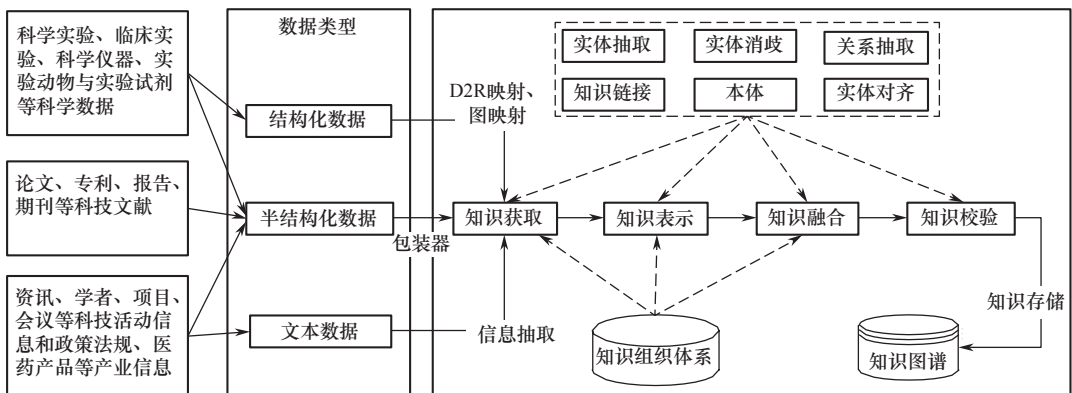 科学实验、临床实
验、科学仪器、实
验动物与实验试剂
等科学数据
论文、专利、报告、
期刊等科技文献
资讯、学者、项目、
会议等科技活动信
息和政策法规、医
药产品等产业信息
数据类型
结构化数据
半结构化数据
文本数据
D2R映射、
图映射
包装器
信息抽取
实体抽取
实体消歧
关系抽取
知识链接
本体
实体对齐
知识获取
知识表示
知识融合
知识校验
知识组织体系
知识存储
知识图谱